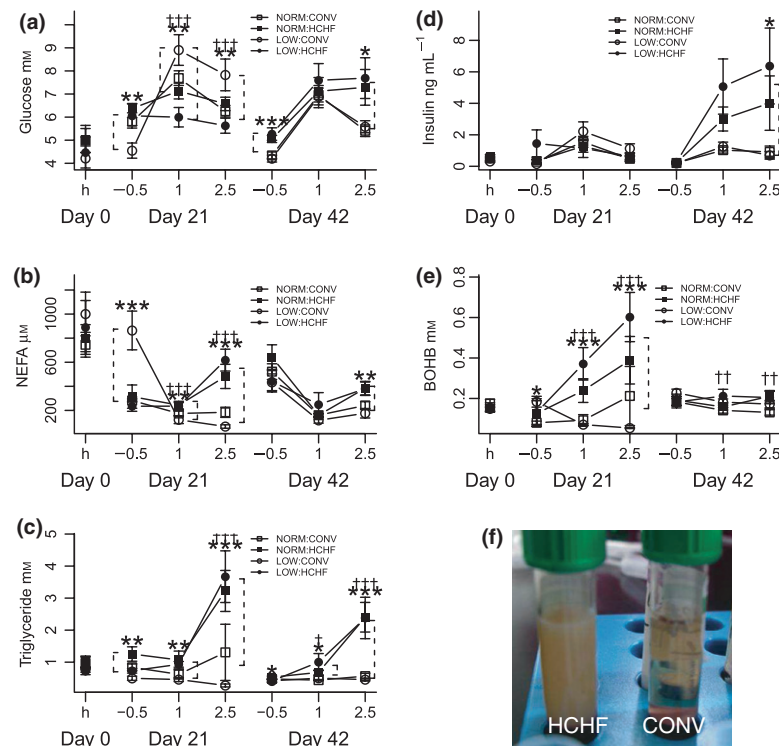 (a)
NORM:CONV
NORM:HCHF
LOW:CONV
LOW:HCHF
Glucose mM
9
8
7
6
5
4
‡‡‡
**
‡‡‡
**
**
***
*
h
−0.5
1
2.5
−0.5
1
2.5
Day 0
Day 21
Day 42
(d)
NORM:CONV
NORM:HCHF
LOW:CONV
LOW:HCHF
Insulin ng mL−1
8
6
4
2
0
*
h
−0.5
1
2.5
−0.5
1
2.5
Day 0
Day 21
Day 42
(b)
NORM:CONV
NORM:HCHF
LOW:CONV
LOW:HCHF
NEFA μM
1000
600
200
***
‡‡‡
**
‡‡‡
***
**
h
−0.5
1
2.5
−0.5
1
2.5
Day 0
Day 21
Day 42
(e)
NORM:CONV
NORM:HCHF
LOW:CONV
LOW:HCHF
BOHB mM
0.8
0.6
0.4
0.2
*
‡‡‡
***
‡‡‡
***
††
††
h
−0.5
1
2.5
−0.5
1
2.5
Day 0
Day 21
Day 42
(c)
NORM:CONV
NORM:HCHF
LOW:CONV
LOW:HCHF
Triglyceride mM
5
4
3
2
1
**
**
‡‡‡
***
*
†
*
‡‡‡
***
h
−0.5
1
2.5
−0.5
1
2.5
Day 0
Day 21
Day 42
(f)
HCHF
CONV